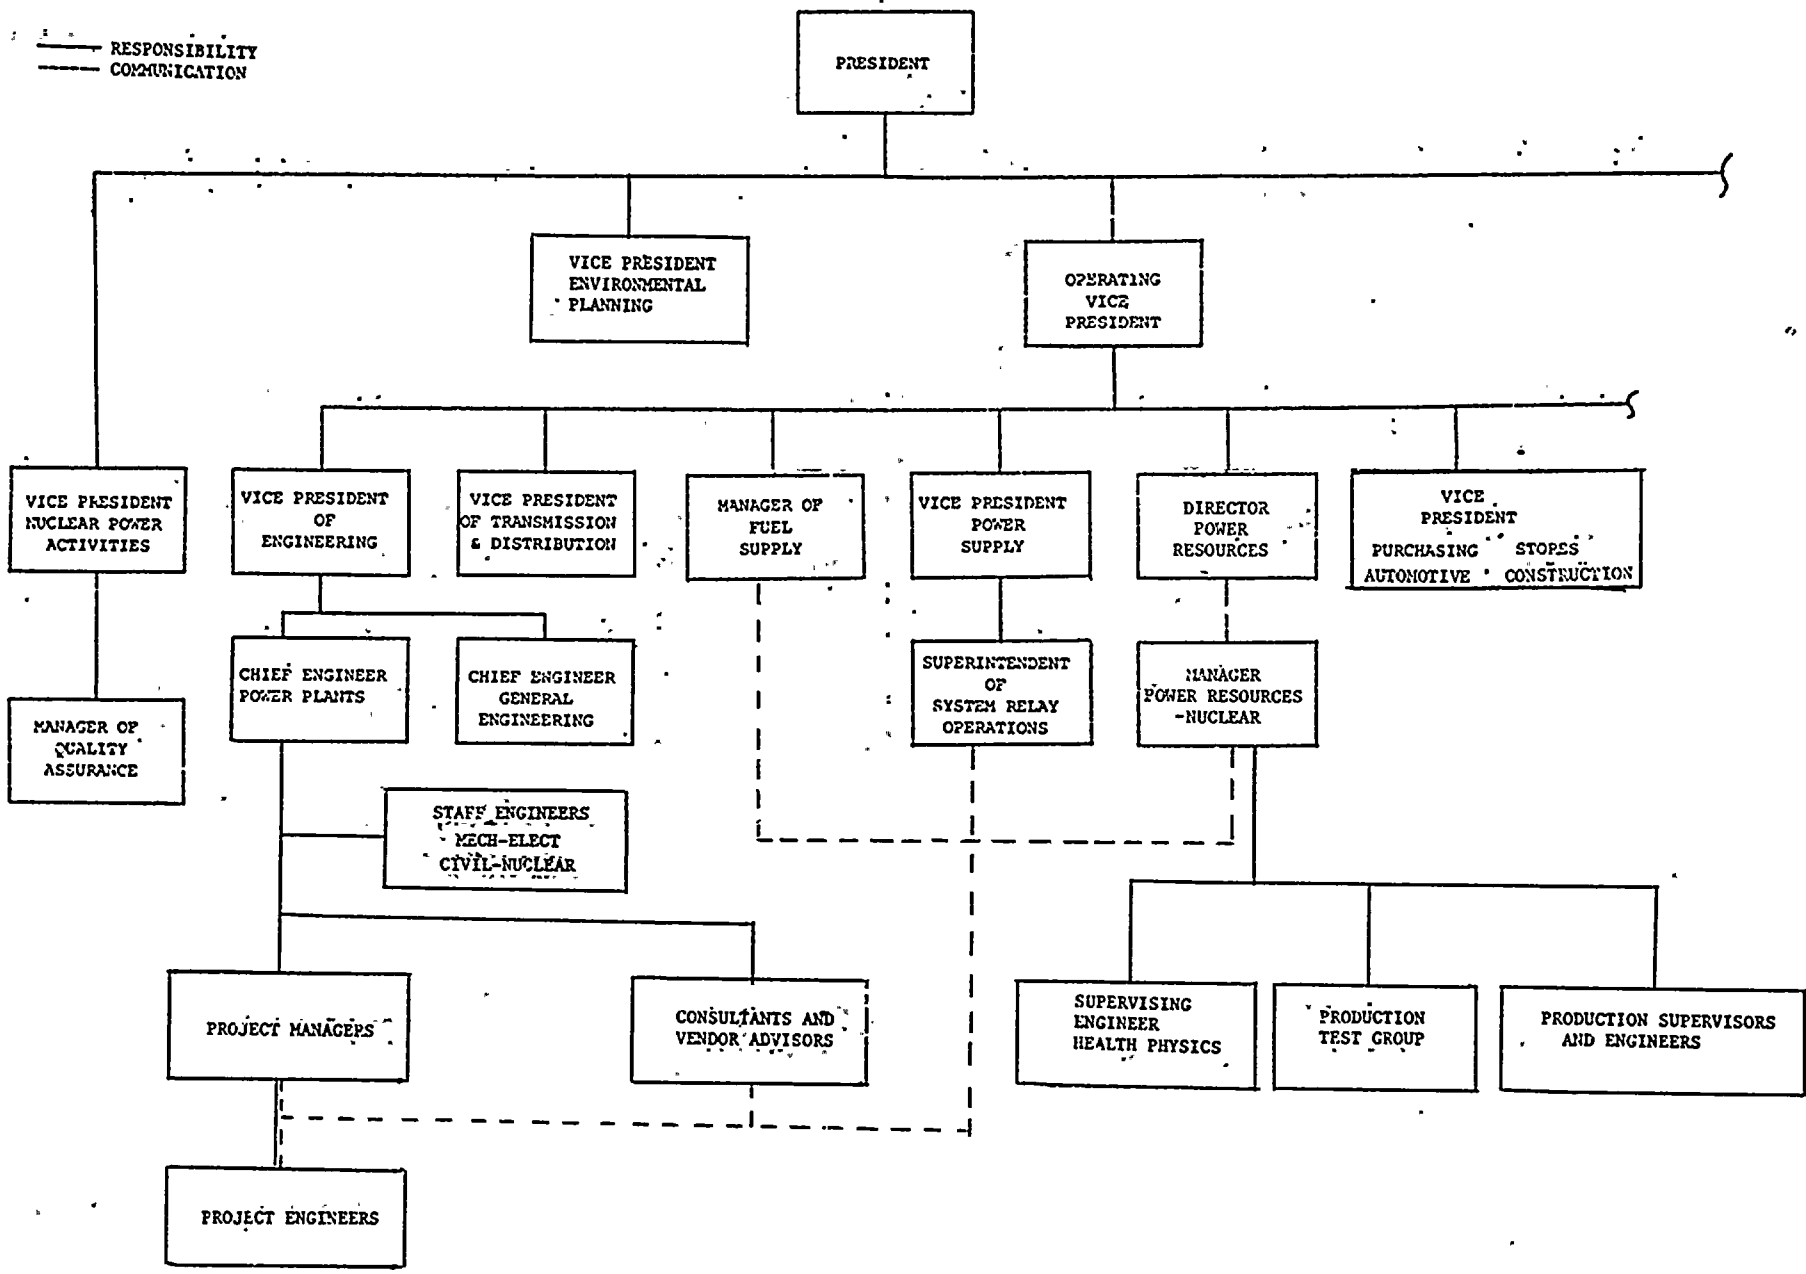 RESPONSIBILITY
COMMUNICATION
PRESIDENT
VICE PRESIDENT
ENVIRONMENTAL
PLANNING
OPERATING
VICE
PRESIDENT
VICE PRESIDENT
NUCLEAR POWER
ACTIVITIES
VICE PRESIDENT
OF
ENGINEERING
VICE PRESIDENT
OF TRANSMISSION
& DISTRIBUTION
MANAGER OF
FUEL
SUPPLY
VICE PRESIDENT
POWER
SUPPLY
DIRECTOR
POWER
RESOURCES
VICE
PRESIDENT
PURCHASING STORES
AUTOMOTIVE CONSTRUCTION
MANAGER OF
QUALITY
ASSURANCE
CHIEF ENGINEER
POWER PLANTS
CHIEF ENGINEER
GENERAL
ENGINEERING
SUPERINTENDENT
OF
SYSTEM RELAY
OPERATIONS
MANAGER
POWER RESOURCES
-NUCLEAR
STAFF ENGINEERS
MECH-ELECT
CIVIL-NUCLEAR
PROJECT MANAGERS
CONSULTANTS AND
VENDOR ADVISORS
SUPERVISING
ENGINEER
HEALTH PHYSICS
PRODUCTION
TEST GROUP
PRODUCTION SUPERVISORS
AND ENGINEERS
PROJECT ENGINEERS